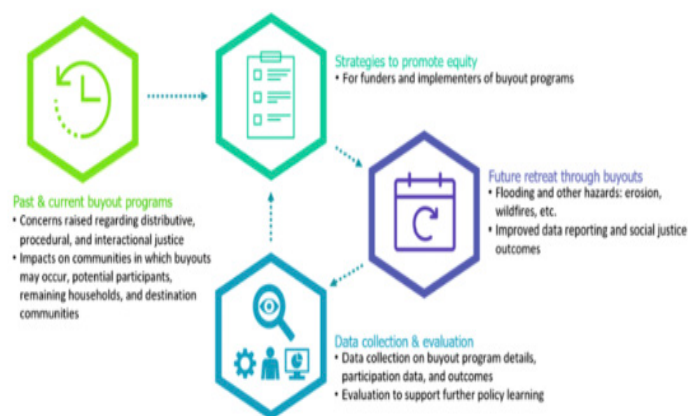 Strategies to promote equity
• For funders and implementers of buyout programs
Future retreat through buyouts
• Flooding and other hazards: erosion,
wildfires, etc.
• Improved data reporting and social justice
outcomes
Past & current buyout programs
• Concerns raised regarding distributive,
procedural, and interactional justice
• Impacts on communities in which buyouts
may occur, potential participants,
remaining households, and destination
communities
Data collection & evaluation
• Data collection on buyout program details,
participation data, and outcomes
• Evaluation to support further policy learning